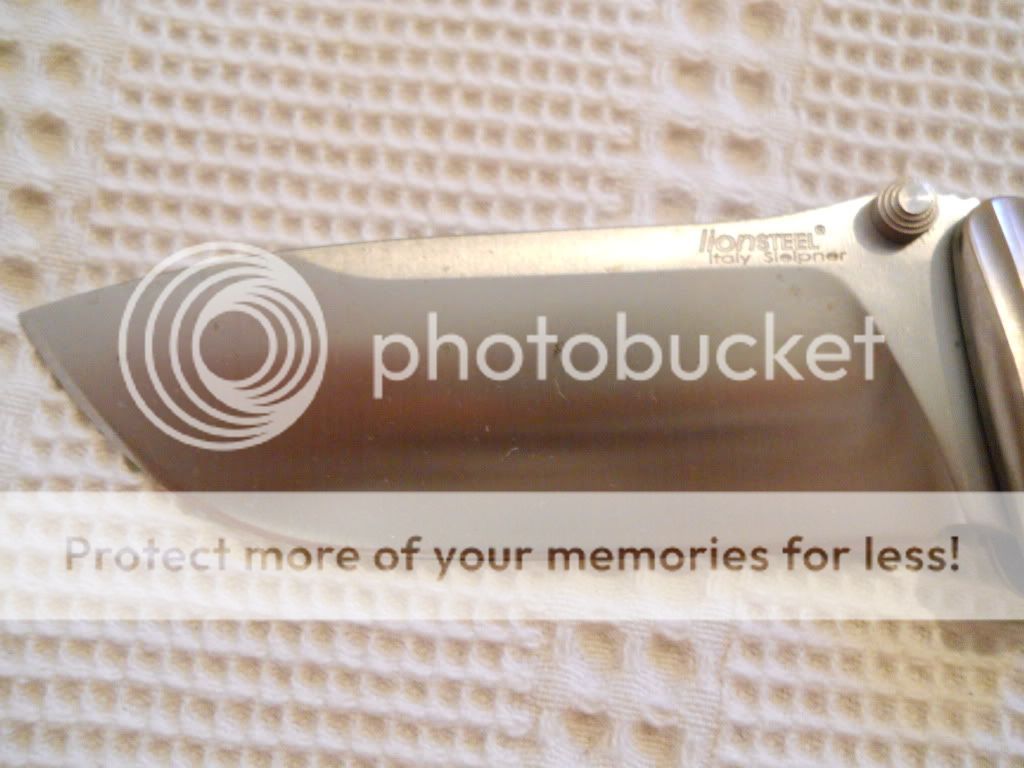 lionSTEEL®
Italy Sleipner
photobucket
Protect more of your memories for less!